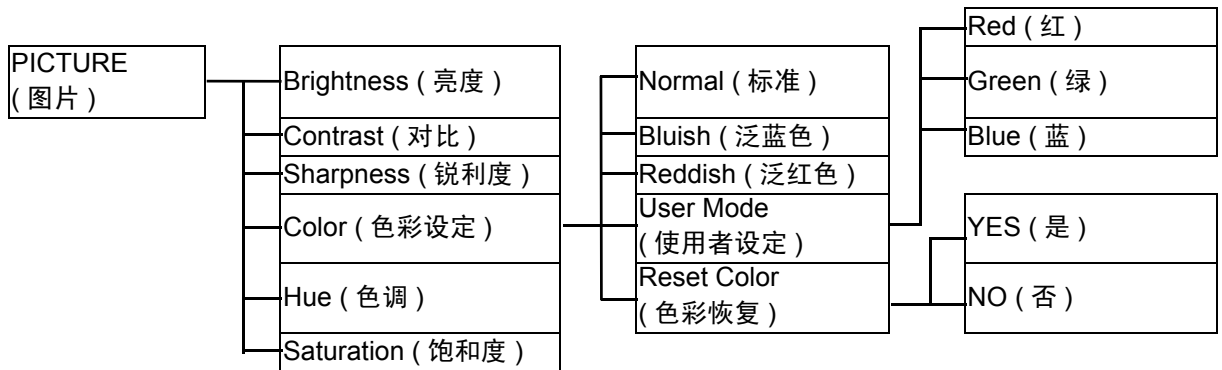 PICTURE
( 图片 )
Brightness ( 亮度 )
Contrast ( 对比 )
Sharpness ( 锐利度 )
Color ( 色彩设定 )
Hue ( 色调 )
Saturation ( 饱和度 )
Normal ( 标准 )
Bluish ( 泛蓝色 )
Reddish ( 泛红色 )
User Mode
( 使用者设定 )
Reset Color
( 色彩恢复 )
Red ( 红 )
Green ( 绿 )
Blue ( 蓝 )
YES ( 是 )
NO ( 否 )